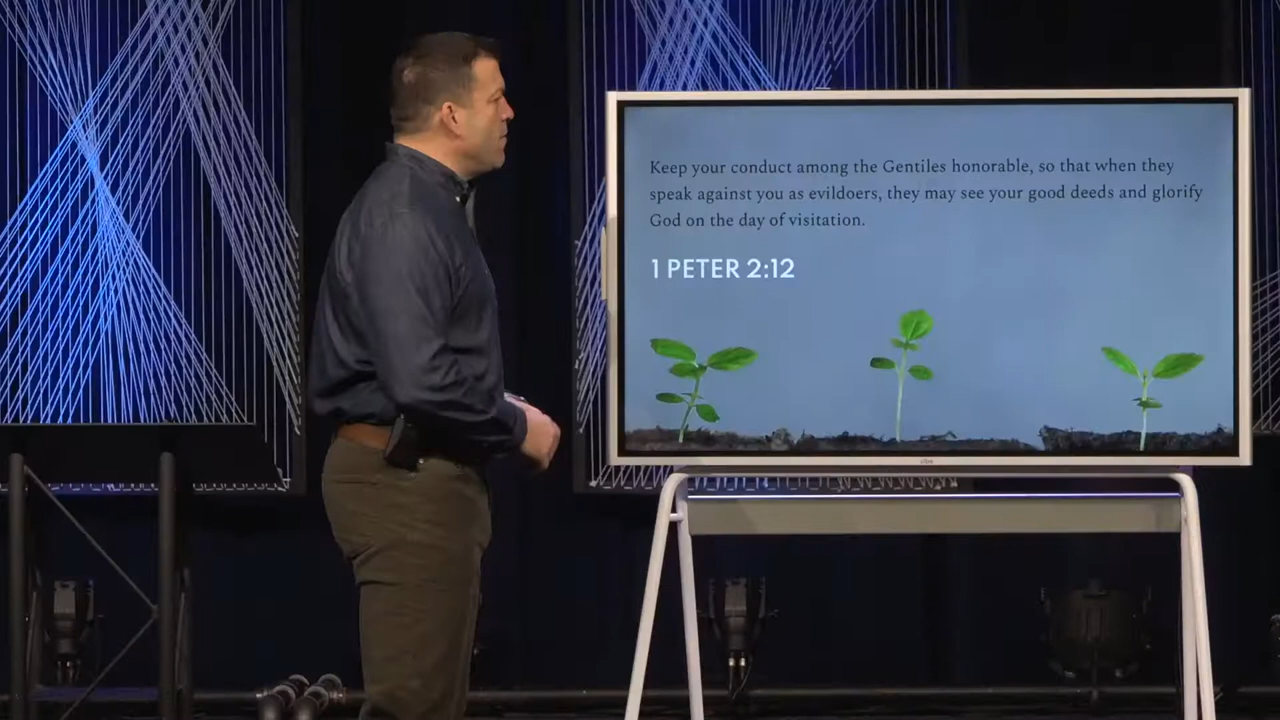 Keep your conduct among the Gentiles honorable, so that when they
speak against you as evildoers, they may see your good deeds and glorify
God on the day of visitation.
1 PETER 2:12